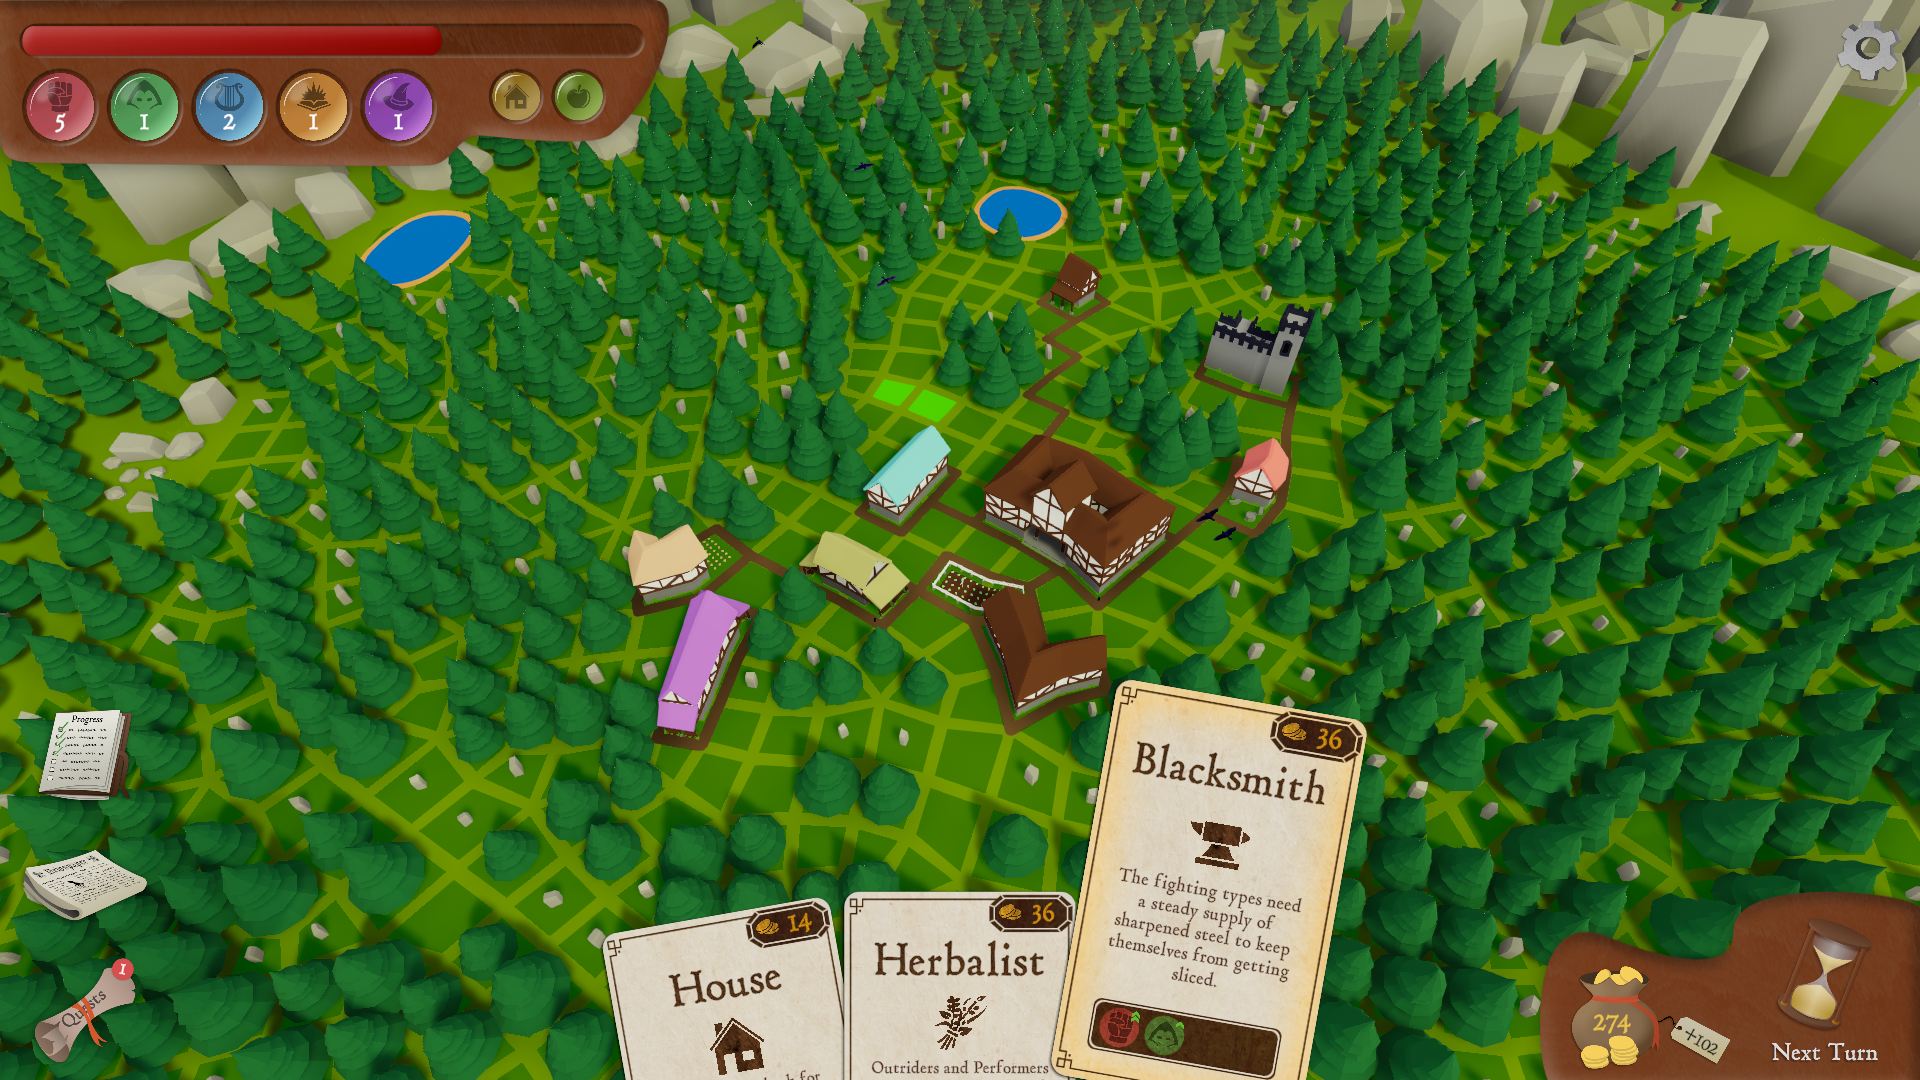 5 1 2 1 1
Progress
Quests
1
14
House
36
Herbalist
Outriders and Performers
36
Blacksmith
The fighting types need
a steady supply of
sharpened steel to keep
themselves from getting
sliced.
274
+102
Next Turn